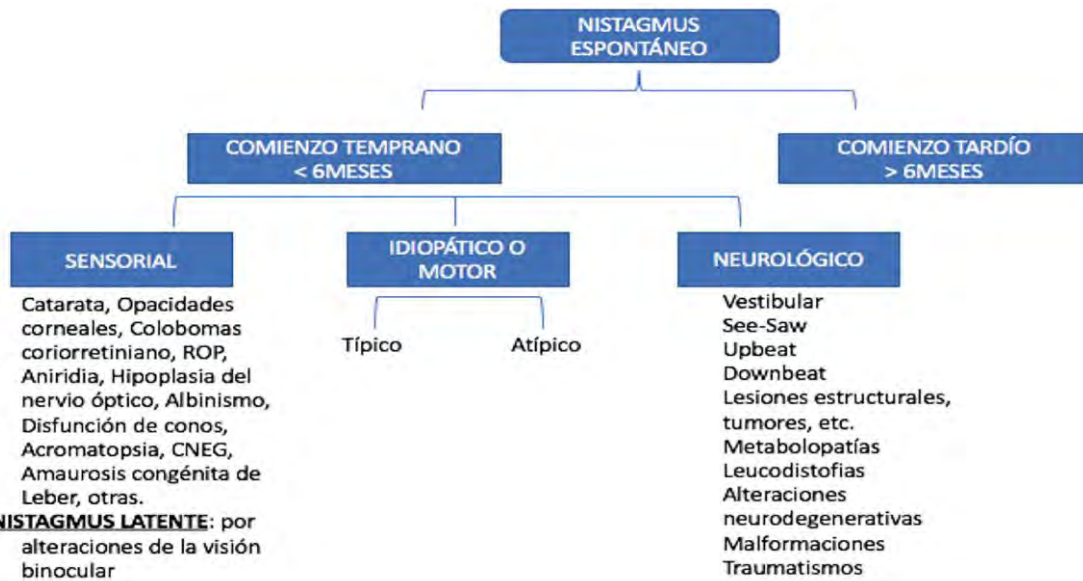 NISTAGMUS
ESPONTÁNEO
COMIENZO TEMPRANO
< 6MESES
COMIENZO TARDÍO
> 6MESES
SENSORIAL
IDIOPÁTICO O
MOTOR
NEUROLÓGICO
Catarata, Opacidades
corneales, Colobomas
coriorretiniano, ROP,
Aniridia, Hipoplasia del
nervio óptico, Albinismo,
Disfunción de conos,
Acromatopsia, CNEG,
Amaurosis congénita de
Leber, otras.
NISTAGMUS LATENTE: por
alteraciones de la visión
binocular
Típico
Atípico
Vestibular
See-Saw
Upbeat
Downbeat
Lesiones estructurales,
tumores, etc.
Metabolopatías
Leucodistofias
Alteraciones
neurodegenerativas
Malformaciones
Traumatismos